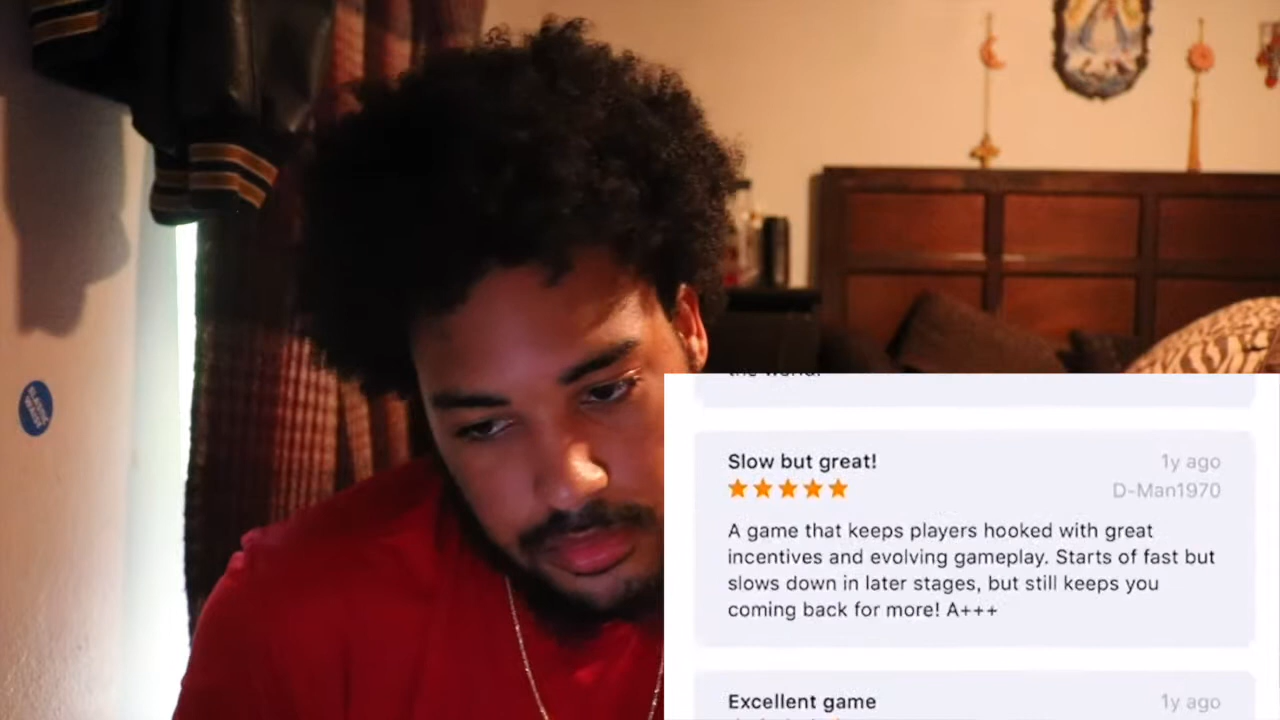 the world!
Slow but great!
1y ago
D-Man1970
A game that keeps players hooked with great
incentives and evolving gameplay. Starts of fast but
slows down in later stages, but still keeps you
coming back for more! A+++
Excellent game
1y ago